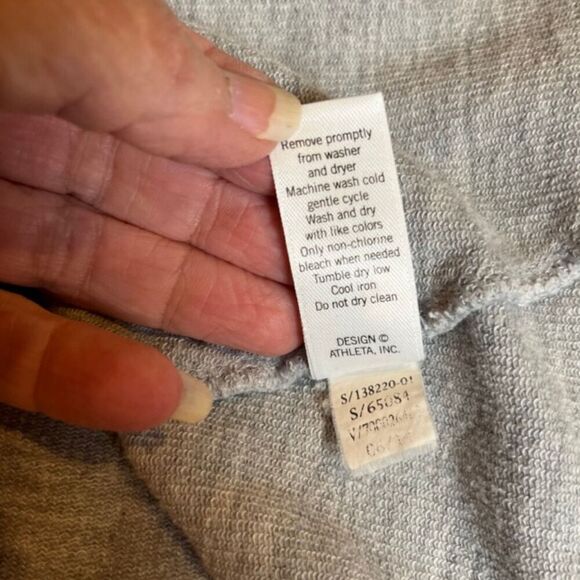 Remove promptly
from washer
and dryer
Machine wash cold
gentle cycle
Wash and dry
with like colors
Only non-chlorine
bleach when needed
Tumble dry low
Cool iron
Do not dry clean
DESIGN ©
ATHLETA, INC.
S/138220-01
S/65084